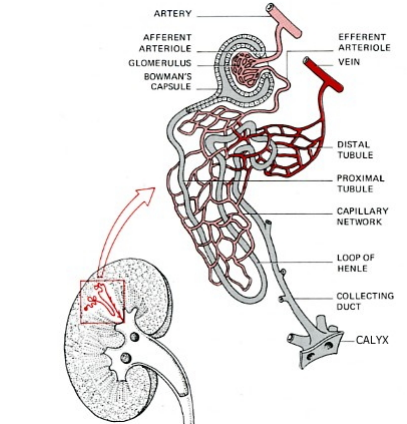 ARTERY
AFFERENT
ARTERIOLE
GLOMERULUS
BOWMAN'S
CAPSULE
EFFERENT
ARTERIOLE
VEIN
DISTAL
TUBULE
PROXIMAL
TUBULE
CAPILLARY
NETWORK
LOOP OF
HENLE
COLLECTING
DUCT
CALYX